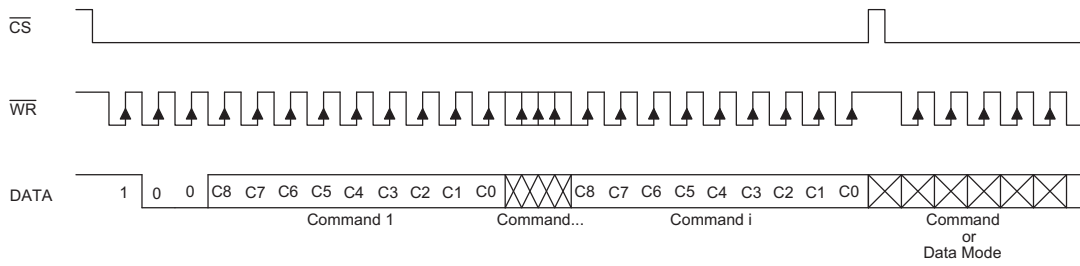 CS
WR
DATA 1 0 0 C8 C7 C6 C5 C4 C3 C2 C1 C0 C8 C7 C6 C5 C4 C3 C2 C1 C0
Command 1 Command... Command i Command
or
Data Mode